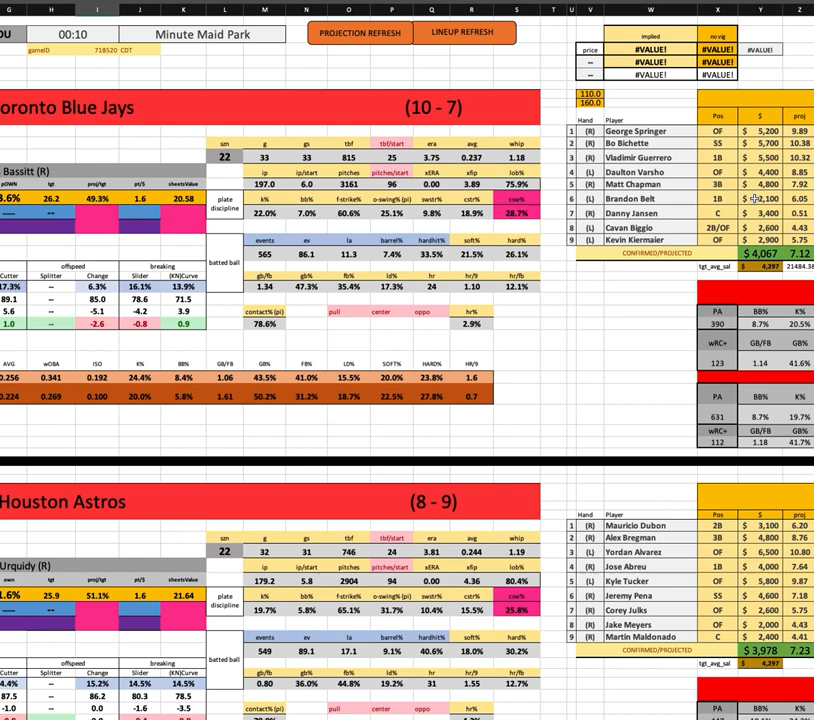 G H I J K L M N O P Q R S T U V W X Y Z
OU 00:10 Minute Maid Park PROJECTION REFRESH LINEUP REFRESH
implied no vig
gameID 718520 CDT
price #VALUE! #VALUE! #VALUE!
-- #VALUE! #VALUE!
-- #VALUE! #VALUE!
oronto Blue Jays (10 - 7)
110.0
160.0
Hand Player Pos $ proj
1 (R) George Springer OF $ 5,200 9.89
2 (R) Bo Bichette SS $ 5,700 10.38
3 (R) Vladimir Guerrero 1B $ 5,500 10.32
4 (L) Daulton Varsho OF $ 4,400 8.85
5 (R) Matt Chapman 3B $ 4,800 7.92
6 (L) Brandon Belt 1B $ 2,100 6.05
7 (R) Danny Jansen C $ 3,400 0.51
8 (L) Cavan Biggio 2B/OF $ 2,600 4.43
9 (L) Kevin Kiermaier OF $ 2,900 5.75
CONFIRMED/PROJECTED $ 4,067 7.12
tgt_avg_sal $ 4,297 21484.38
szn g gs tbf tbf/start era avg whip
22 33 33 815 25 3.75 0.237 1.18
s Bassitt (R)
ip ip/start pitches pitches/start xERA xfip lob%
197.0 6.0 3161 96 0.00 3.89 75.9%
pOWN tgt proj/tgt pt/$ sheetsValue
3.6% 26.2 49.3% 1.6 20.58
plate discipline
k% bb% f-strike% o-swing% (pi) swstr% cstr% csw%
22.0% 7.0% 60.6% 25.1% 9.8% 18.9% 28.7%
batted ball
events ev la barrel% hardhit% soft% hard%
565 86.1 11.3 7.4% 33.5% 21.5% 26.1%
gb/fb gb% fb% ld% hr hr/9 hr/fb
1.34 47.3% 35.4% 17.3% 24 1.10 12.1%
offspeed breaking
Cutter Splitter Change Slider (KN)Curve
17.3% -- 6.3% 16.1% 13.9%
89.1 -- 85.0 78.6 71.5
5.6 -- -5.1 -4.2 3.9
1.0 -- -2.6 -0.8 0.9
contact% (pi) pull center oppo hr%
78.6% 2.9%
AVG wOBA ISO K% BB% GB/FB GB% FB% LD% SOFT% HARD% HR/9
0.256 0.341 0.192 24.4% 8.4% 1.06 43.5% 41.0% 15.5% 20.0% 23.8% 1.6
0.224 0.269 0.100 20.0% 5.8% 1.61 50.2% 31.2% 18.7% 22.5% 27.8% 0.7
PA BB% K%
390 8.7% 20.5%
wRC+ GB/FB GB%
123 1.14 41.6%
PA BB% K%
631 8.7% 19.7%
wRC+ GB/FB GB%
112 1.18 41.7%
Houston Astros (8 - 9)
Hand Player Pos $ proj
1 (R) Mauricio Dubon 2B $ 3,100 6.20
2 (R) Alex Bregman 3B $ 4,800 8.76
3 (L) Yordan Alvarez OF $ 6,500 10.80
4 (R) Jose Abreu 1B $ 4,000 7.64
5 (L) Kyle Tucker OF $ 5,800 9.87
6 (R) Jeremy Pena SS $ 4,600 7.18
7 (R) Corey Julks OF $ 2,600 5.75
8 (L) Jake Meyers OF $ 2,000 4.43
9 (R) Martin Maldonado C $ 2,400 4.41
CONFIRMED/PROJECTED $ 3,978 7.23
tgt_avg_sal $ 4,297
szn g gs tbf tbf/start era avg whip
22 32 31 746 24 3.81 0.244 1.19
Urquidy (R)
ip ip/start pitches pitches/start xERA xfip lob%
179.2 5.8 2904 94 0.00 4.36 80.4%
own tgt proj/tgt pt/$ sheetsValue
1.6% 25.9 51.1% 1.6 21.64
plate discipline
k% bb% f-strike% o-swing% (pi) swstr% cstr% csw%
19.7% 5.8% 65.1% 31.7% 10.4% 15.5% 25.8%
batted ball
events ev la barrel% hardhit% soft% hard%
549 89.1 17.1 9.1% 40.6% 18.0% 30.2%
gb/fb gb% fb% ld% hr hr/9 hr/fb
0.80 36.0% 44.8% 19.2% 31 1.55 12.7%
offspeed breaking
Cutter Splitter Change Slider (KN)Curve
4.4% -- 15.2% 14.5% 14.5%
87.5 -- 86.2 80.3 78.5
-1.0 -- 0.0 -1.6 -3.5
contact% (pi) pull center oppo hr%
PA BB% K%